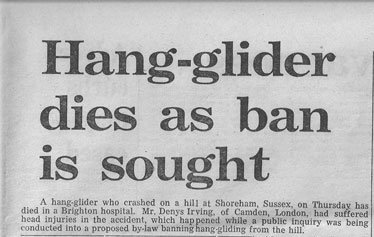 Hang-glider
dies as ban
is sought
A hang-glider who crashed on a hill at Shoreham, Sussex, on Thursday has
died in a Brighton hospital. Mr. Denys Irving, of Camden, London, had suffered
head injuries in the accident, which happened while a public inquiry was being
conducted into a proposed by-law banning hang-gliding from the hill.